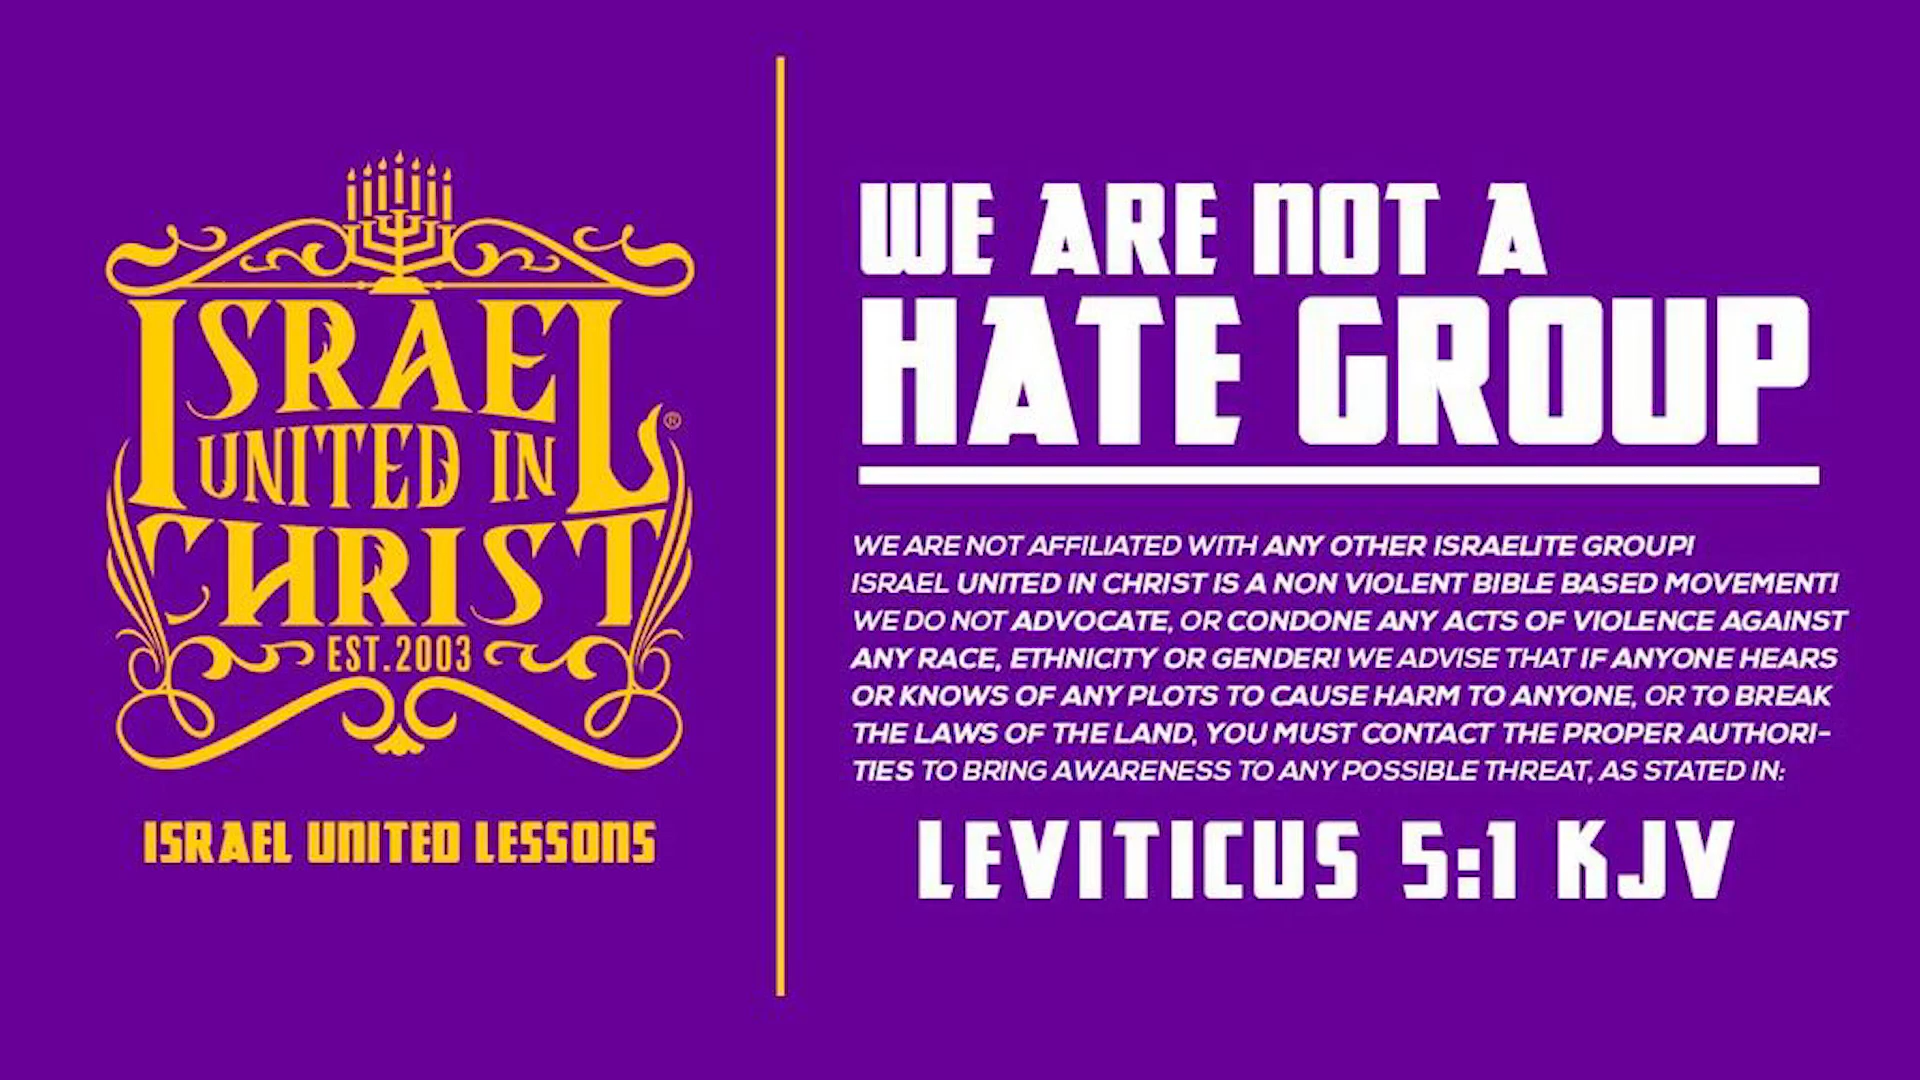 ISRAEL
UNITED IN
CHRIST
®
EST.2003
ISRAEL UNITED LESSONS
WE ARE NOT A
HATE GROUP
WE ARE NOT AFFILIATED WITH ANY OTHER ISRAELITE GROUP!
ISRAEL UNITED IN CHRIST IS A NON VIOLENT BIBLE BASED MOVEMENT!
WE DO NOT ADVOCATE, OR CONDONE ANY ACTS OF VIOLENCE AGAINST
ANY RACE, ETHNICITY OR GENDER! WE ADVISE THAT IF ANYONE HEARS
OR KNOWS OF ANY PLOTS TO CAUSE HARM TO ANYONE, OR TO BREAK
THE LAWS OF THE LAND, YOU MUST CONTACT THE PROPER AUTHORI-
TIES TO BRING AWARENESS TO ANY POSSIBLE THREAT, AS STATED IN:
LEVITICUS 5:1 KJV